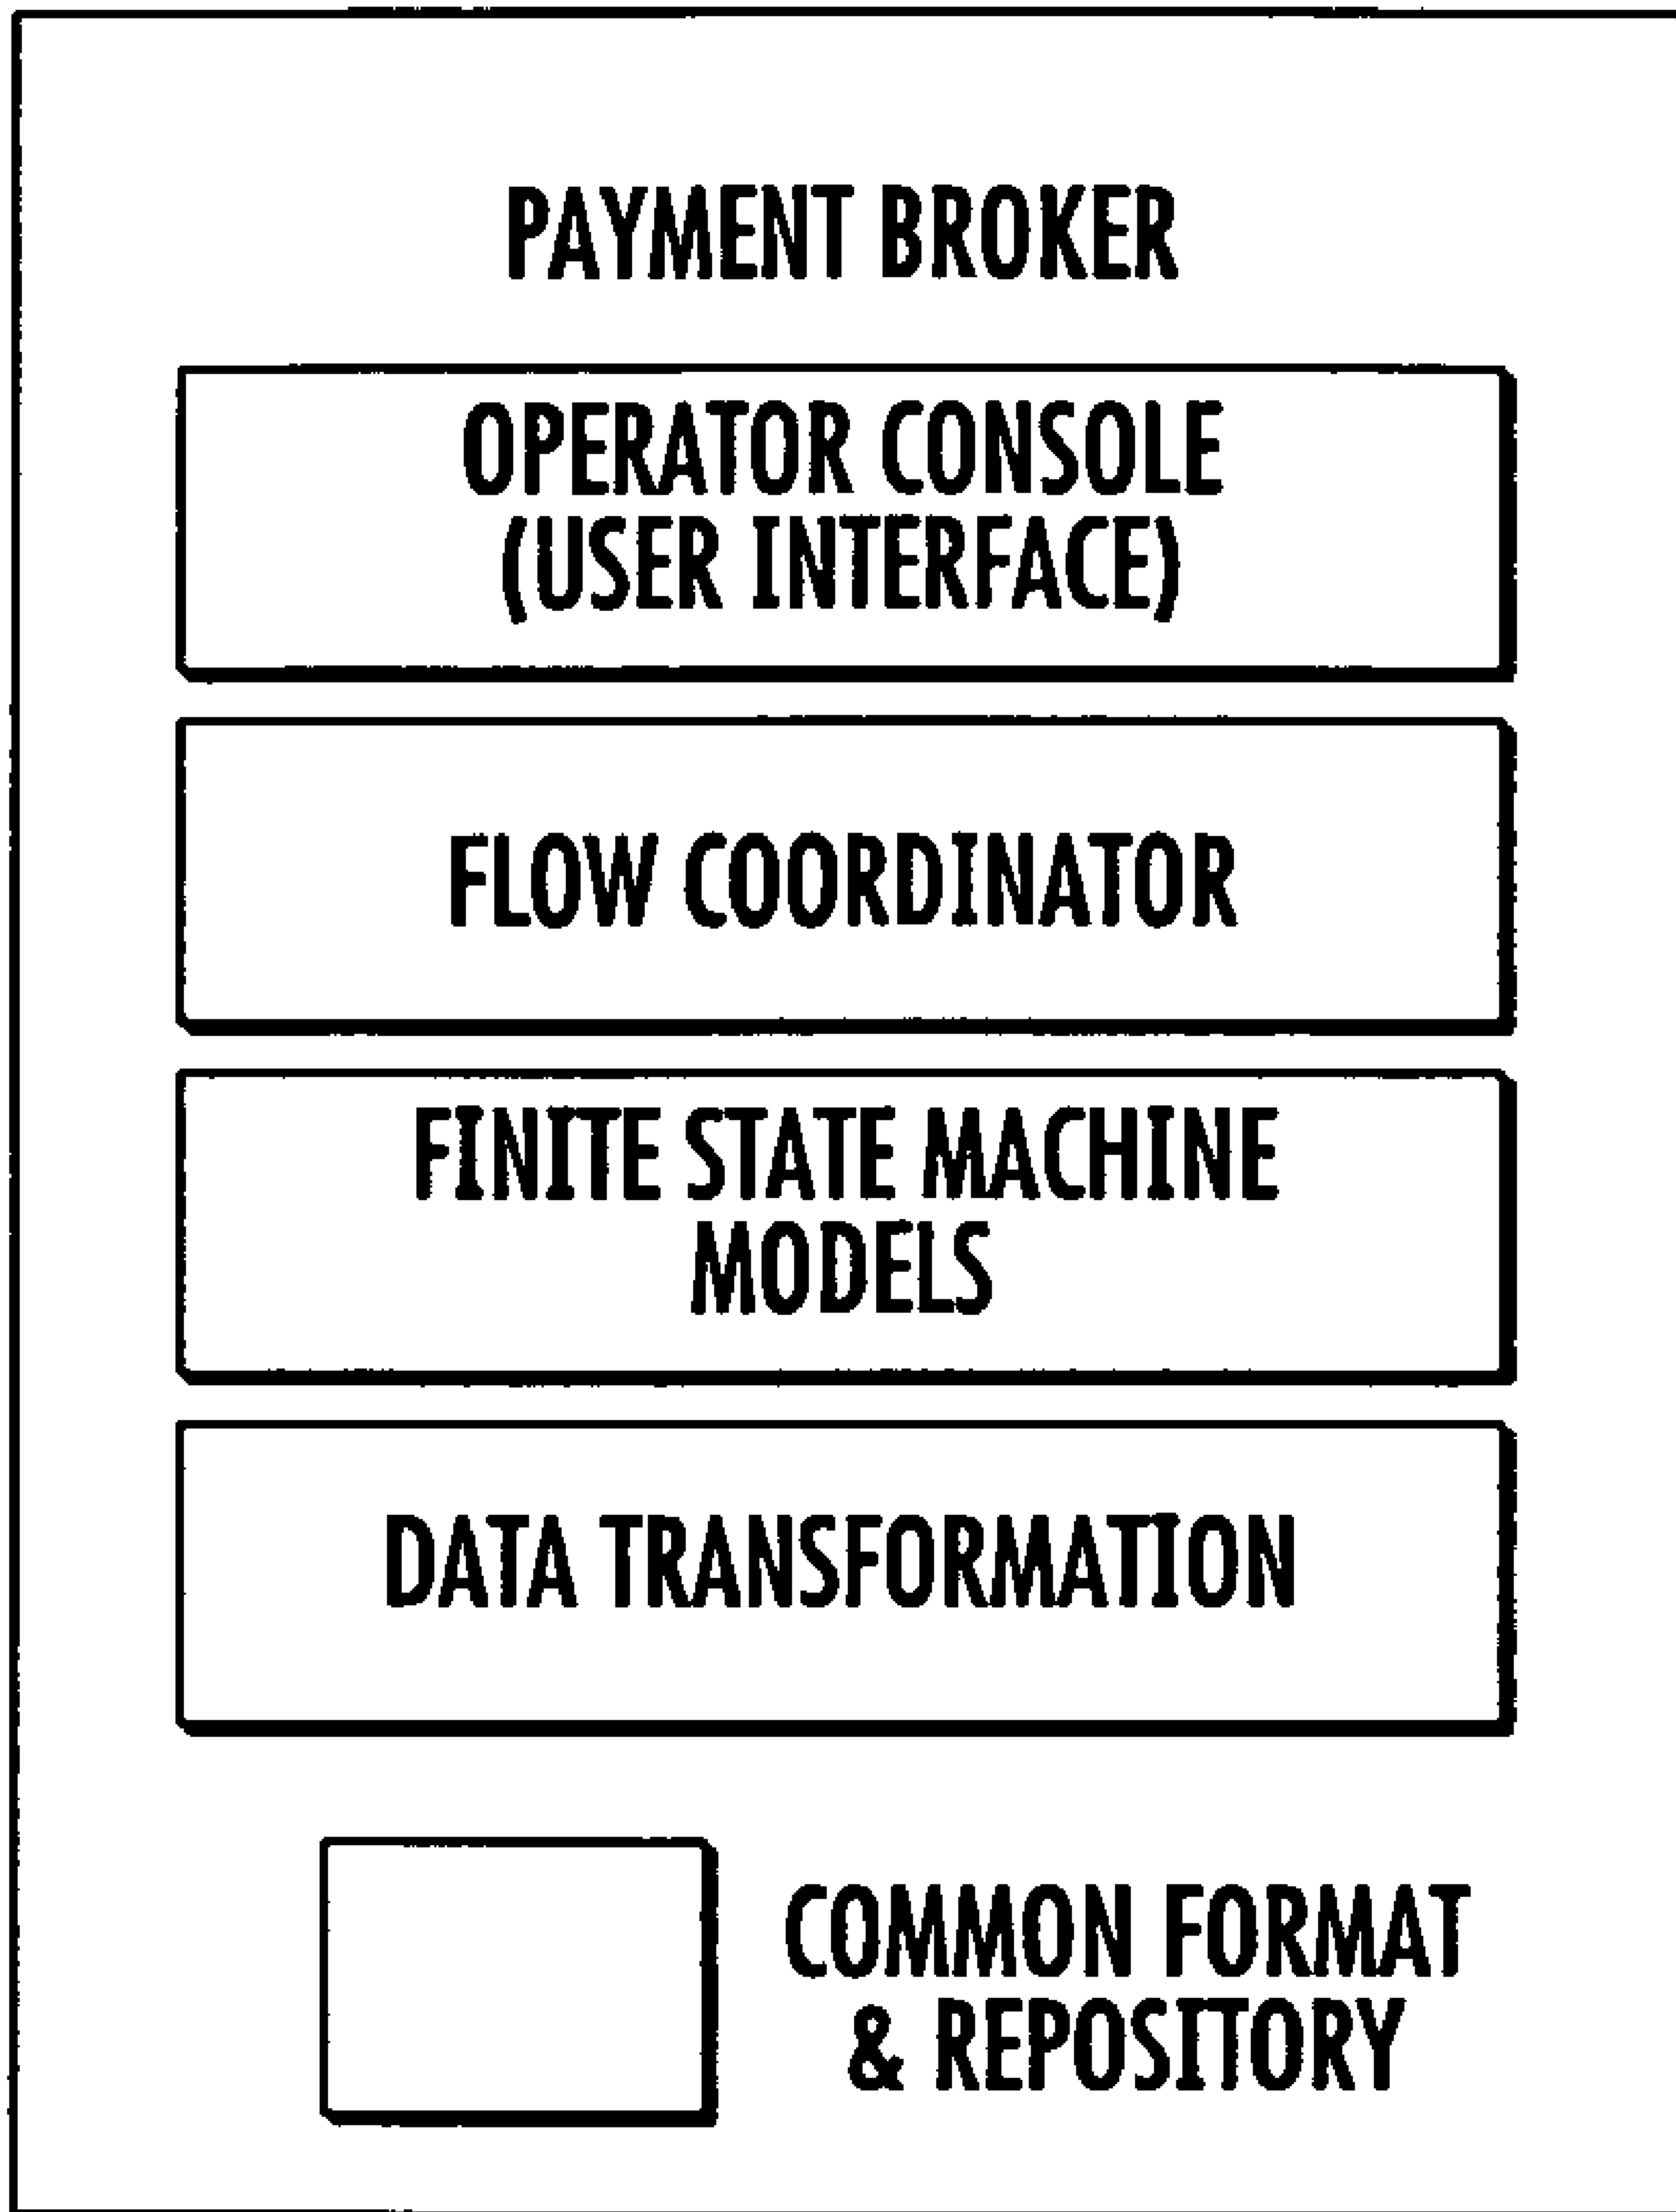 PAYMENT BROKER
OPERATOR CONSOLE
(USER INTERFACE)
FLOW COORDINATOR
FINITE STATE MACHINE
MODELS
DATA TRANSFORMATION
COMMON FORMAT
& REPOSITORY